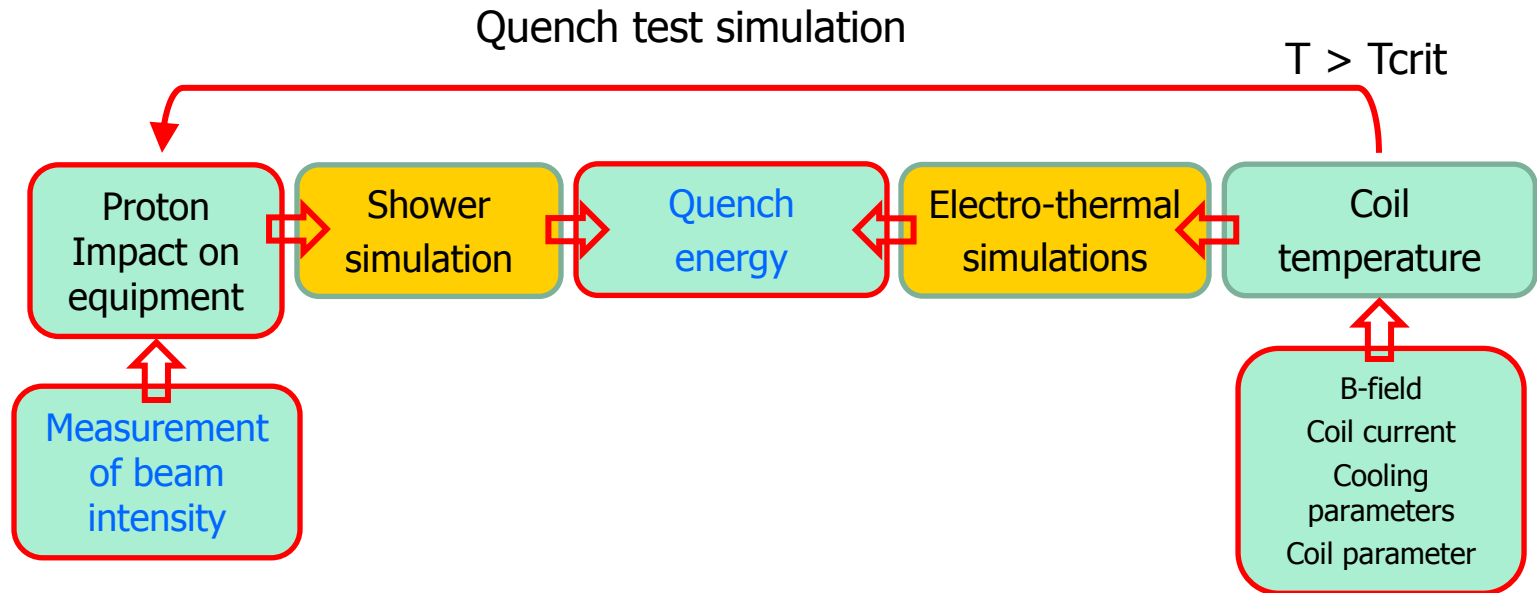 Quench test simulation
T > Tcrit
Proton
Impact on
equipment
Shower
simulation
Quench
energy
Electro-thermal
simulations
Coil
temperature
Measurement
of beam
intensity
B-field
Coil current
Cooling
parameters
Coil parameter